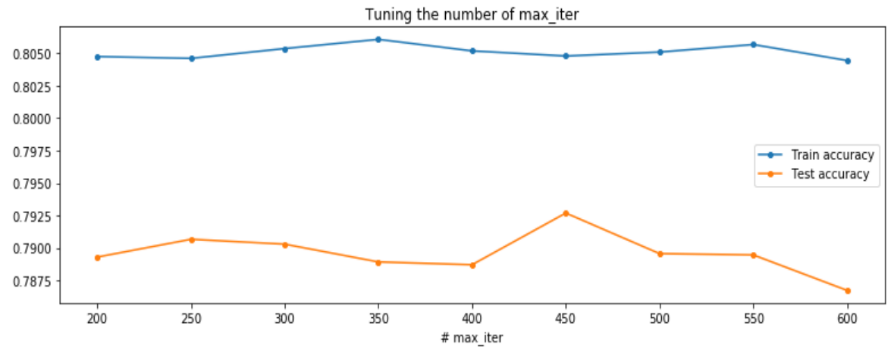 Tuning the number of max_iter
0.8050
0.8025
0.8000
0.7975
0.7950
0.7925
0.7900
0.7875
Train accuracy
Test accuracy
200 250 300 350 400 450 500 550 600
# max_iter